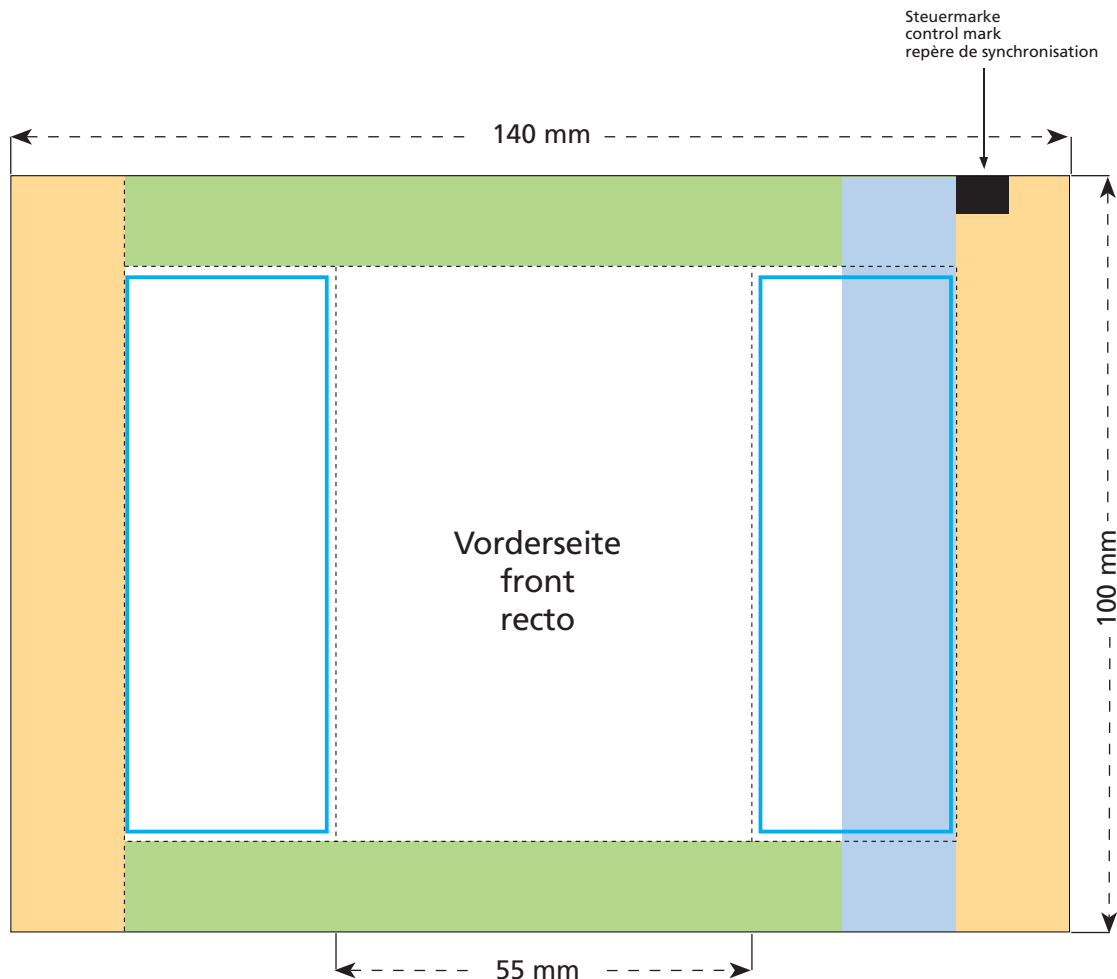 Steuermarke
control mark
repère de synchronisation
140 mm
Vorderseite
front
recto
100 mm
55 mm